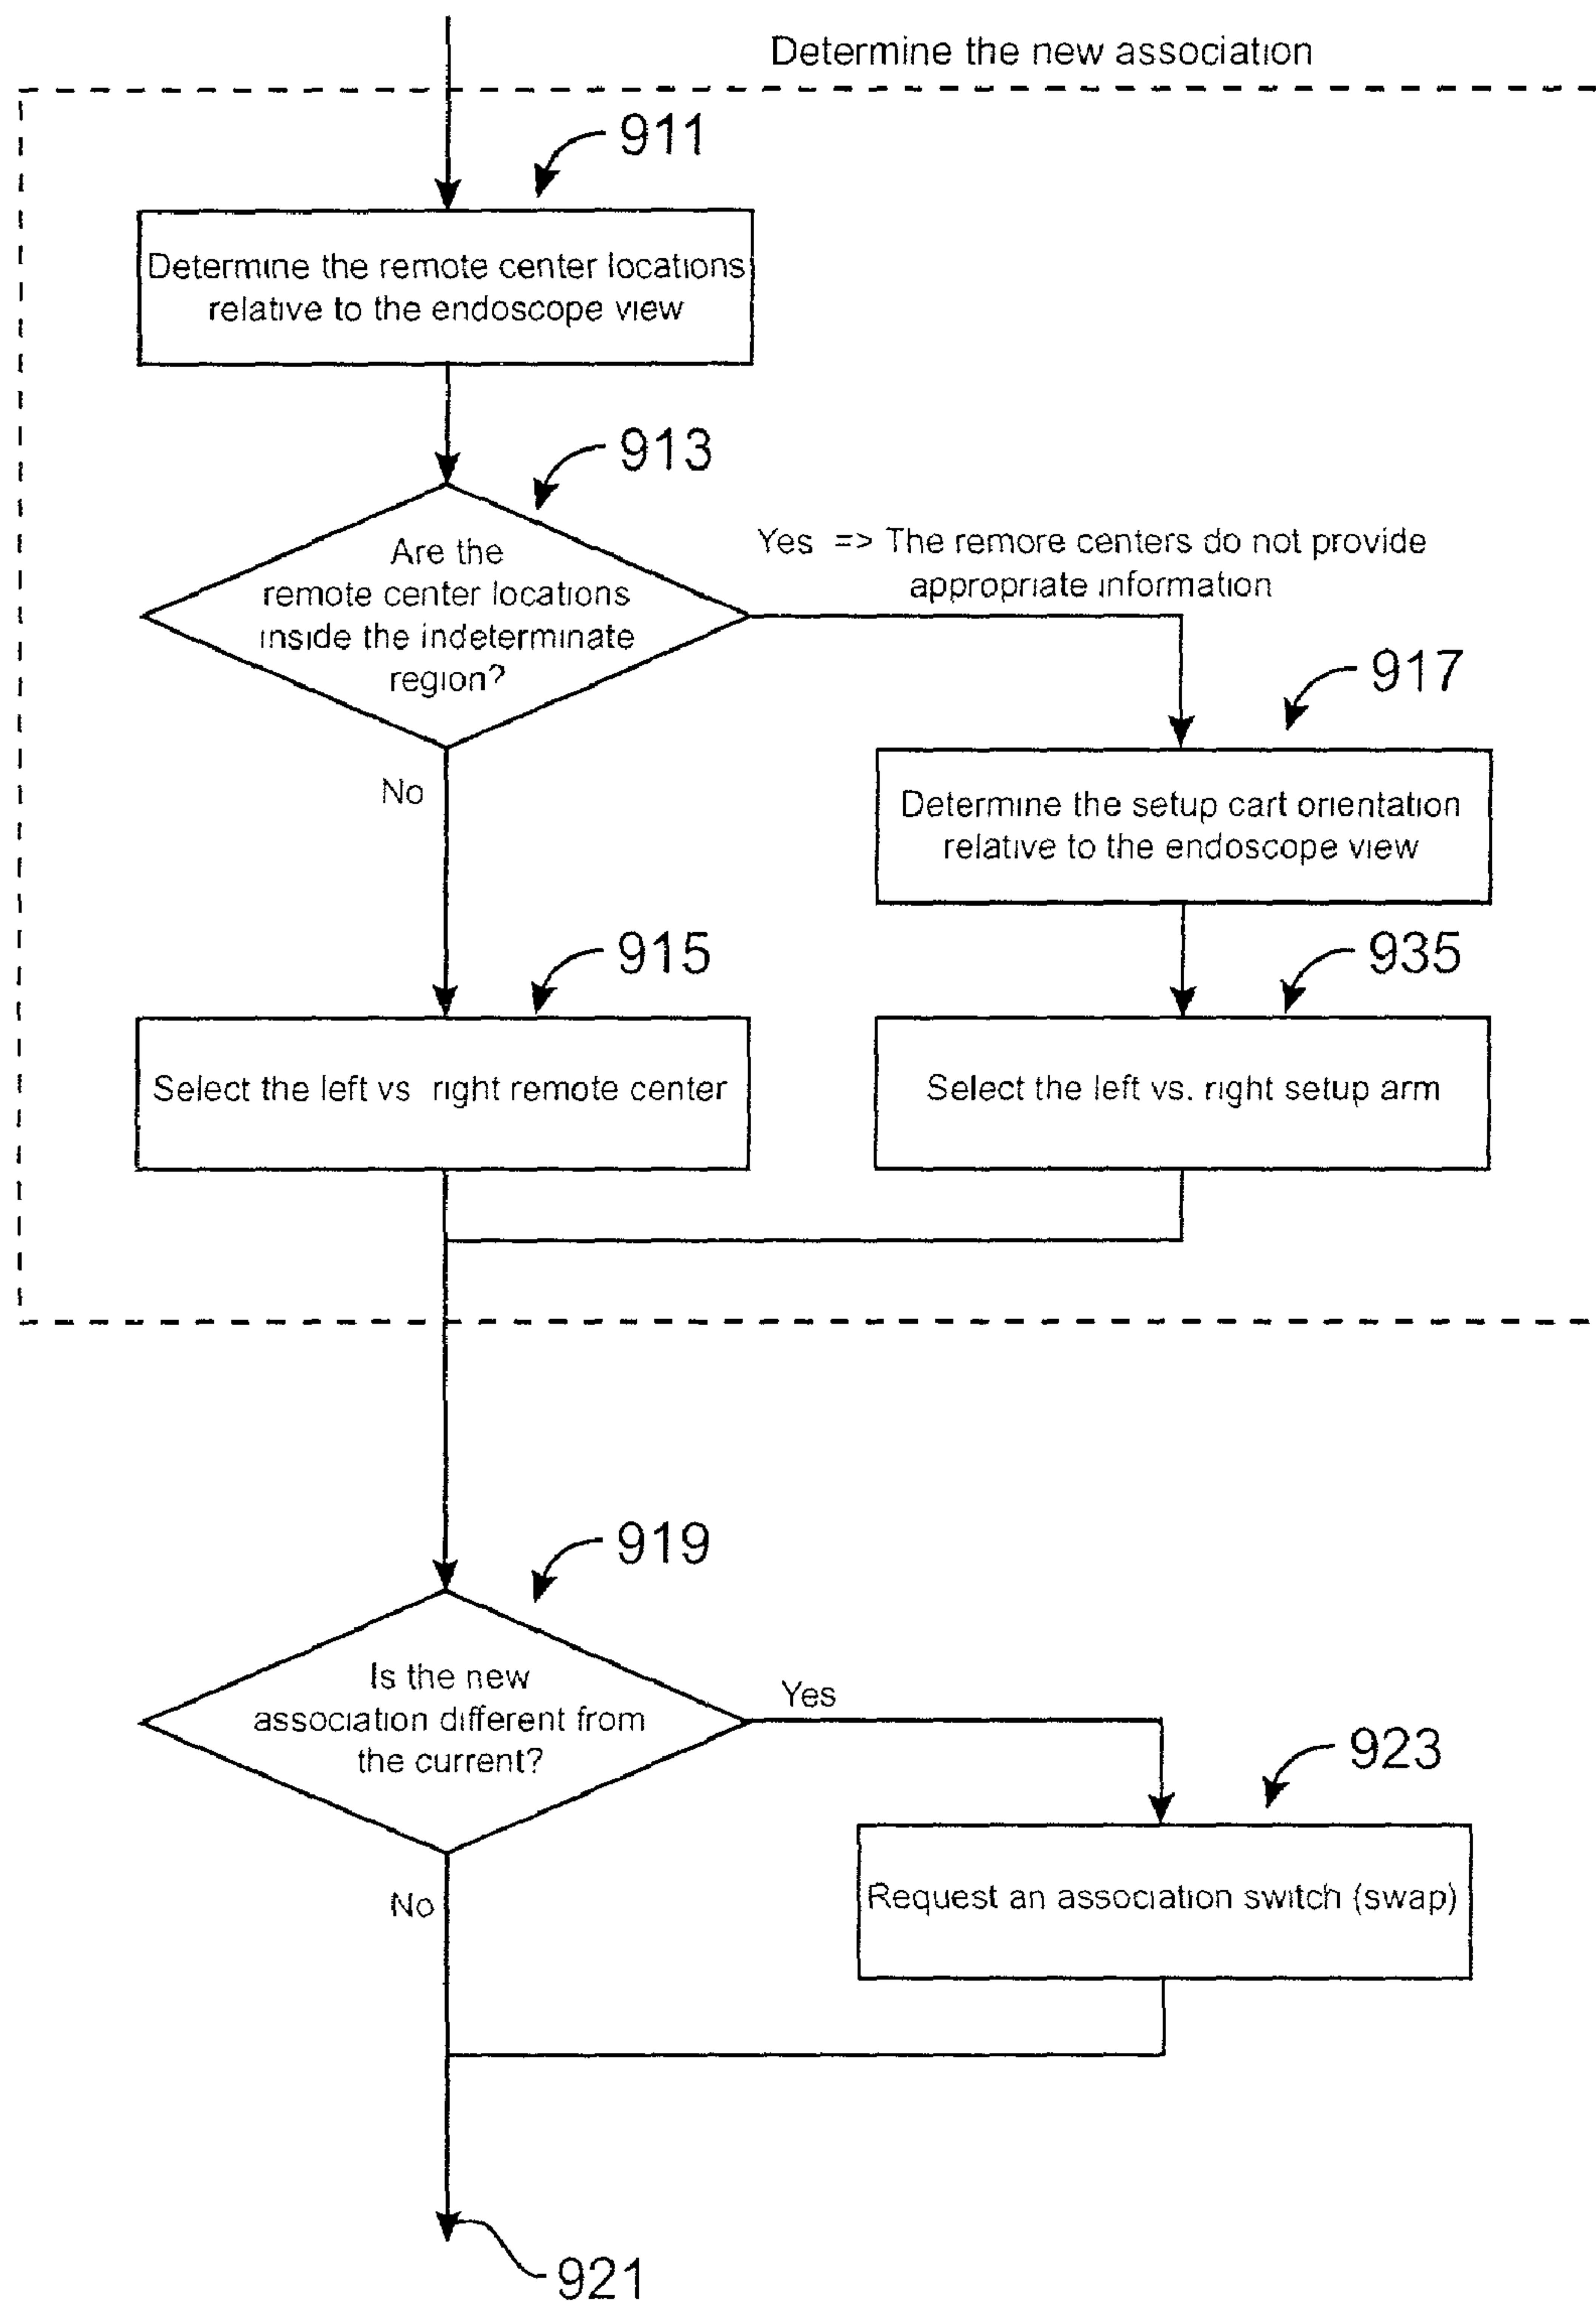 Determine the new association
911
Determine the remote center locations
relative to the endoscope view
913
Are the
remote center locations
inside the indeterminate
region?
Yes => The remore centers do not provide
appropriate information
917
No
Determine the setup cart orientation
relative to the endoscope view
915
935
Select the left vs right remote center
Select the left vs. right setup arm
919
Is the new
association different from
the current?
Yes
923
No
Request an association switch (swap)
921